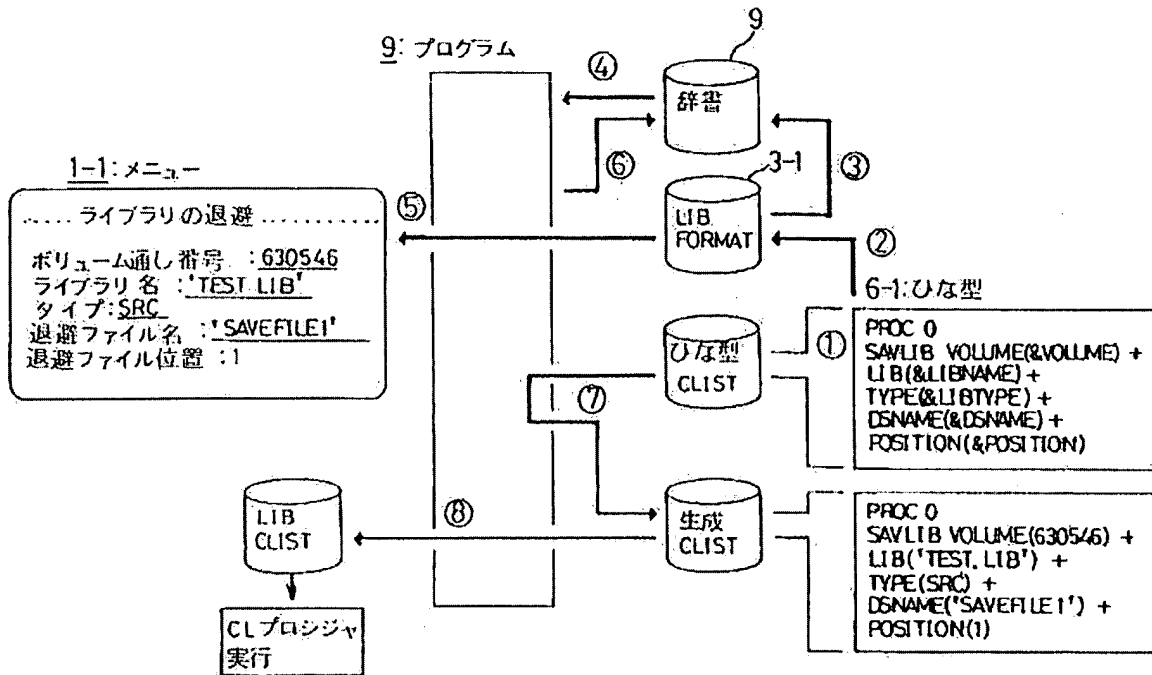 9
9: プログラム
④
辞書
⑥
③
3-1
1-1: メニュー
..... ライブラリの退避 ...........
ボリューム通し番号 :630546
ライブラリ名 :'TEST.LIB'
タイプ:SRC
退避ファイル名 :'SAVEFILE1'
退避ファイル位置 :1
⑤
LIB
FORMAT
②
6-1:ひな型
ひな型
CLIST
①
PROC 0
SAVLIB VOLUME(&VOLUME) +
LIB(&LIBNAME) +
TYPE(&LIBTYPE) +
DSNAME(&DSNAME) +
POSITION(&POSITION)
⑦
LIB
CLIST
⑧
生成
CLIST
PROC 0
SAVLIB VOLUME(630546) +
LIB('TEST.LIB') +
TYPE(SRC) +
DSNAME('SAVEFILE1') +
POSITION(1)
CLプロシジャ
実行